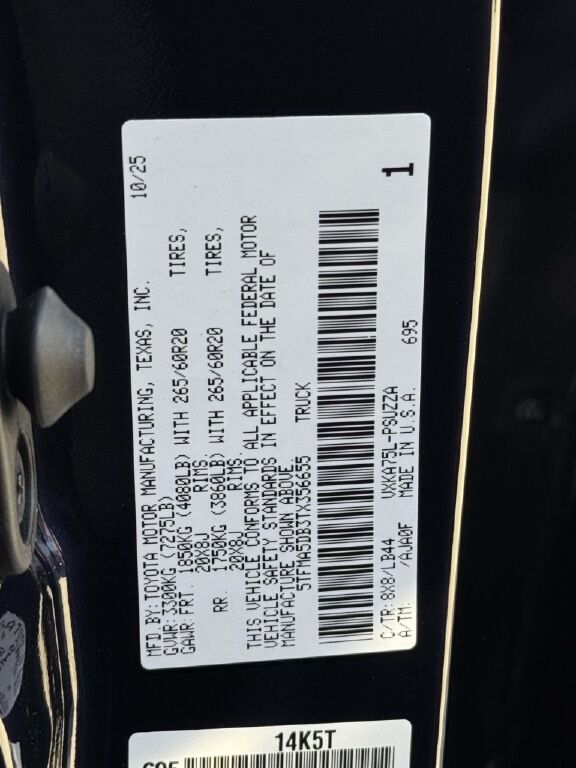 MFD BY: TOYOTA MOTOR MANUFACTURING, TEXAS, INC. 10/25
GVWR: 3300KG (7275LB)
GAWR: FRT. 1850KG (4080LB) WITH 265/60R20 TIRES,
20X8J RIMS.
RR. 1750KG (3860LB) WITH 265/60R20 TIRES,
20X8J RIMS.
THIS VEHICLE CONFORMS TO ALL APPLICABLE FEDERAL MOTOR
VEHICLE SAFETY STANDARDS IN EFFECT ON THE DATE OF
MANUFACTURE SHOWN ABOVE.
5TFMA5DB3TX356655 TRUCK
C/TR: 8X8/LB44 VXKA75L-PSUZZA 695
A/TM: /AJA0F MADE IN U.S.A.
1
14K5T
695